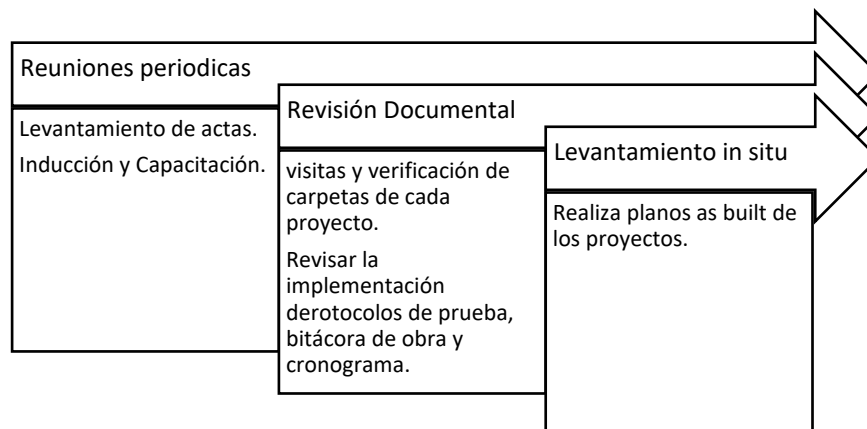 Reuniones periodicas
Levantamiento de actas.
Inducción y Capacitación.
Revisión Documental
visitas y verificación de
carpetas de cada
proyecto.
Revisar la
implementación
derotocolos de prueba,
bitácora de obra y
cronograma.
Levantamiento in situ
Realiza planos as built de
los proyectos.